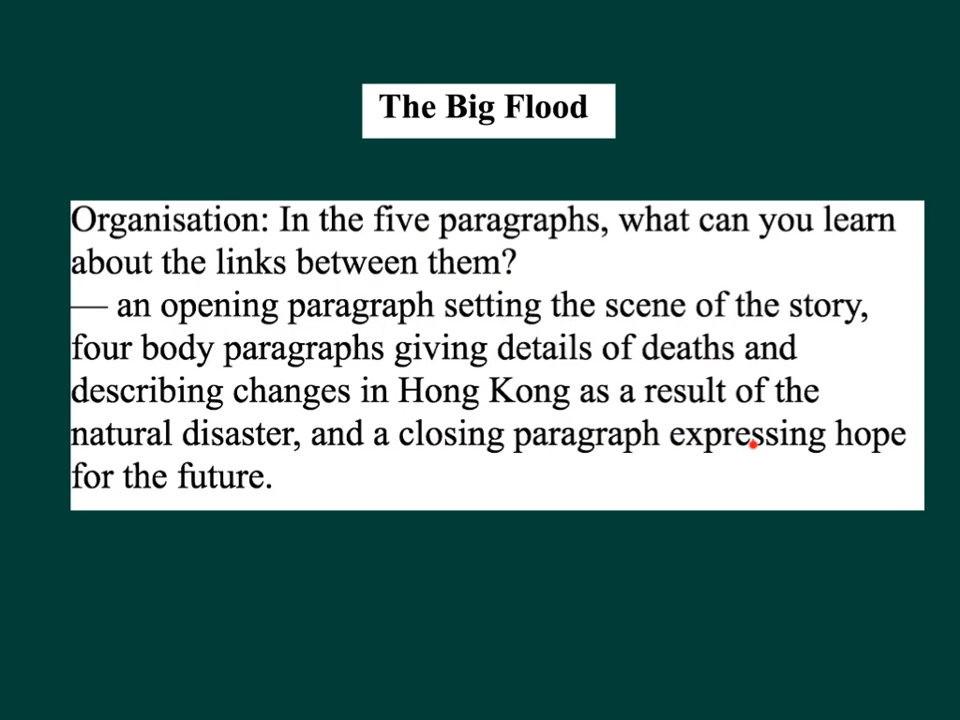 The Big Flood
Organisation: In the five paragraphs, what can you learn
about the links between them?
— an opening paragraph setting the scene of the story,
four body paragraphs giving details of deaths and
describing changes in Hong Kong as a result of the
natural disaster, and a closing paragraph expressing hope
for the future.